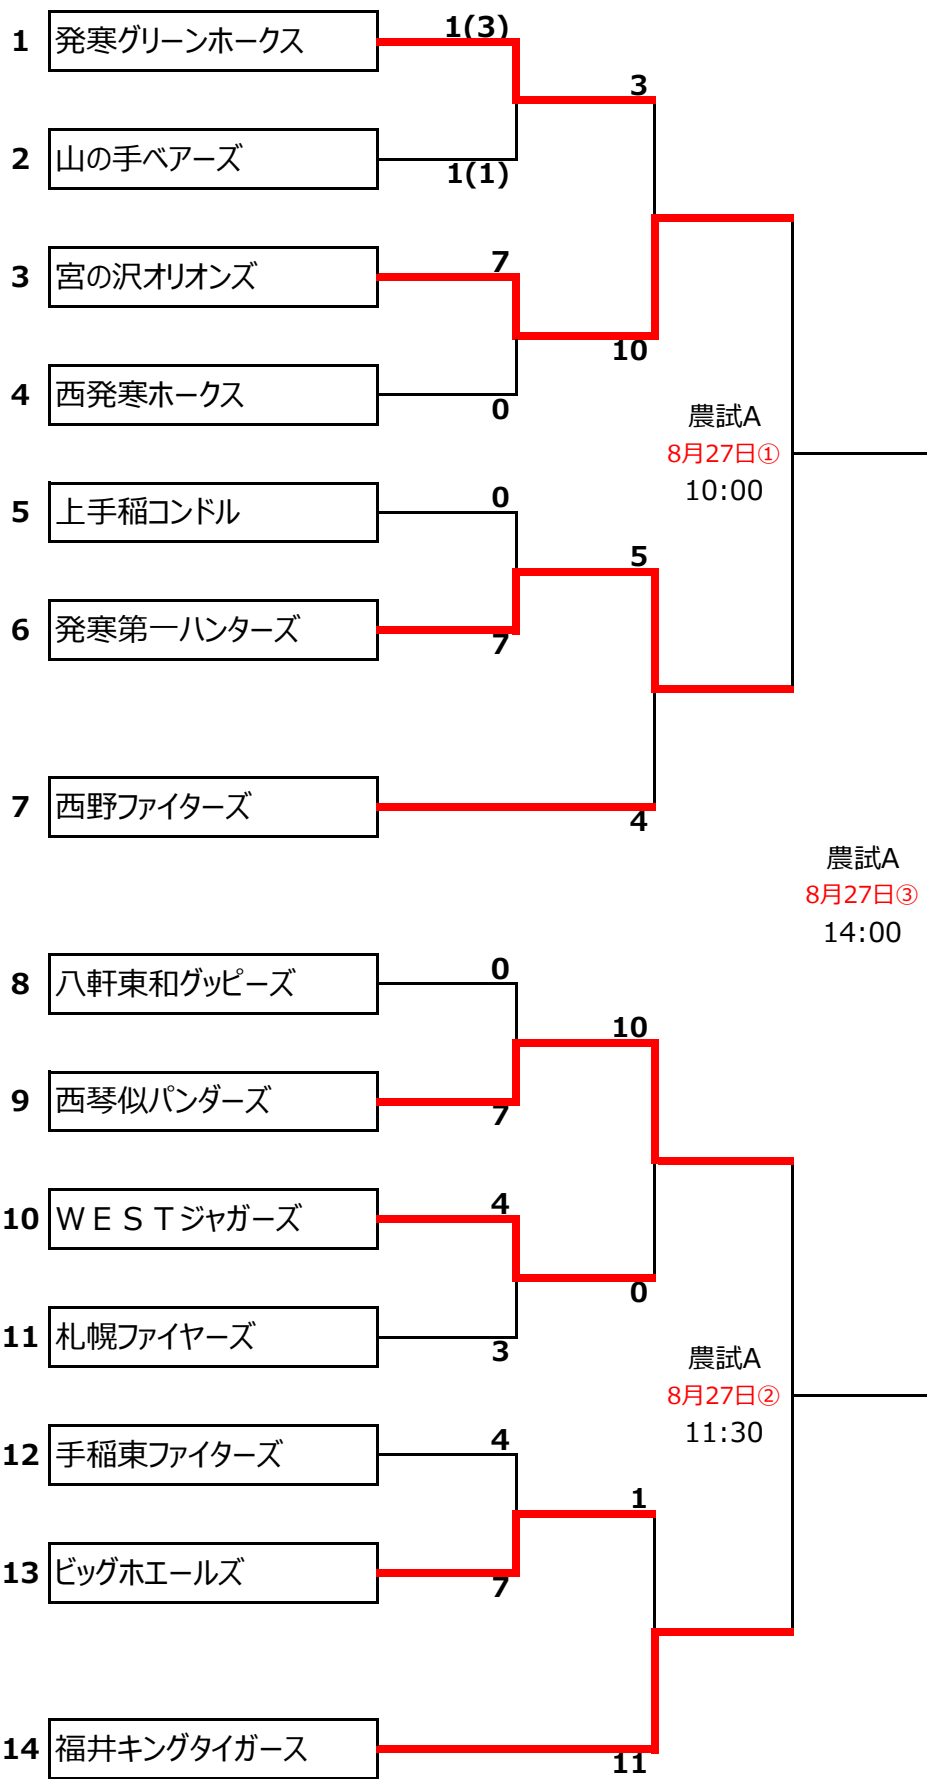 1 発寒グリーンホークス 1(3)
3
2 山の手ベアーズ 1(1)
3 宮の沢オリオンズ 7
10
4 西発寒ホークス 0
農試A
8月27日①
10:00
5 上手稲コンドル 0
5
6 発寒第一ハンターズ 7
7 西野ファイターズ 4
農試A
8月27日③
14:00
8 八軒東和グッピーズ 0
10
9 西琴似パンダーズ 7
10 ＷＥＳＴジャガーズ 4
0
11 札幌ファイヤーズ 3
農試A
8月27日②
11:30
12 手稲東ファイターズ 4
1
13 ビッグホエールズ 7
14 福井キングタイガース 11